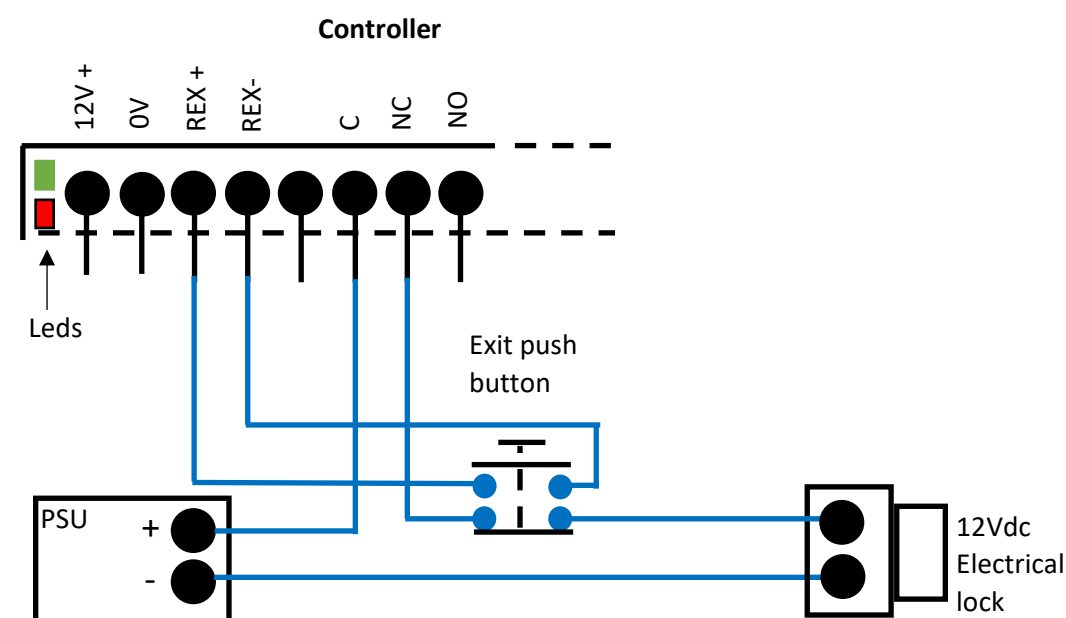 Controller
12V +
0V
REX +
REX-
C
NC
NO
Leds
Exit push
button
PSU
+
-
12Vdc
Electrical
lock